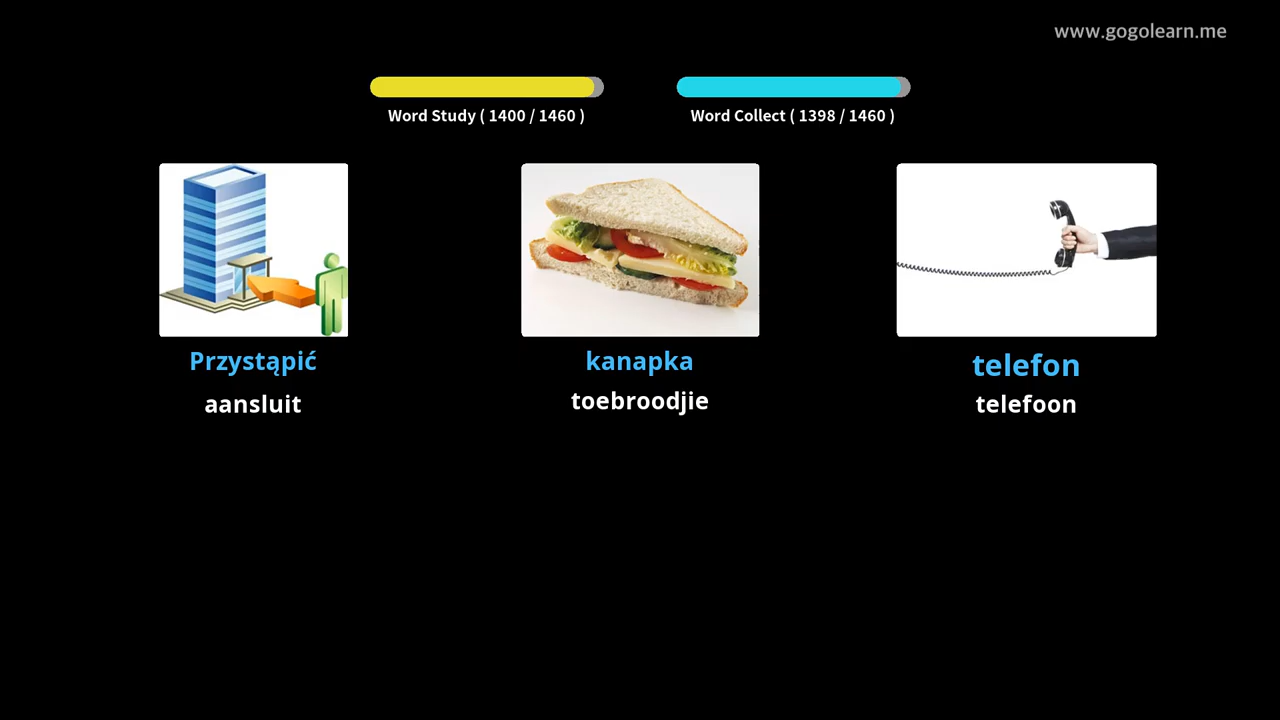 www.gogolearn.me
Word Study ( 1400 / 1460 )
Word Collect ( 1398 / 1460 )
Przystąpić
kanapka
telefon
aansluit
toebroodjie
telefoon